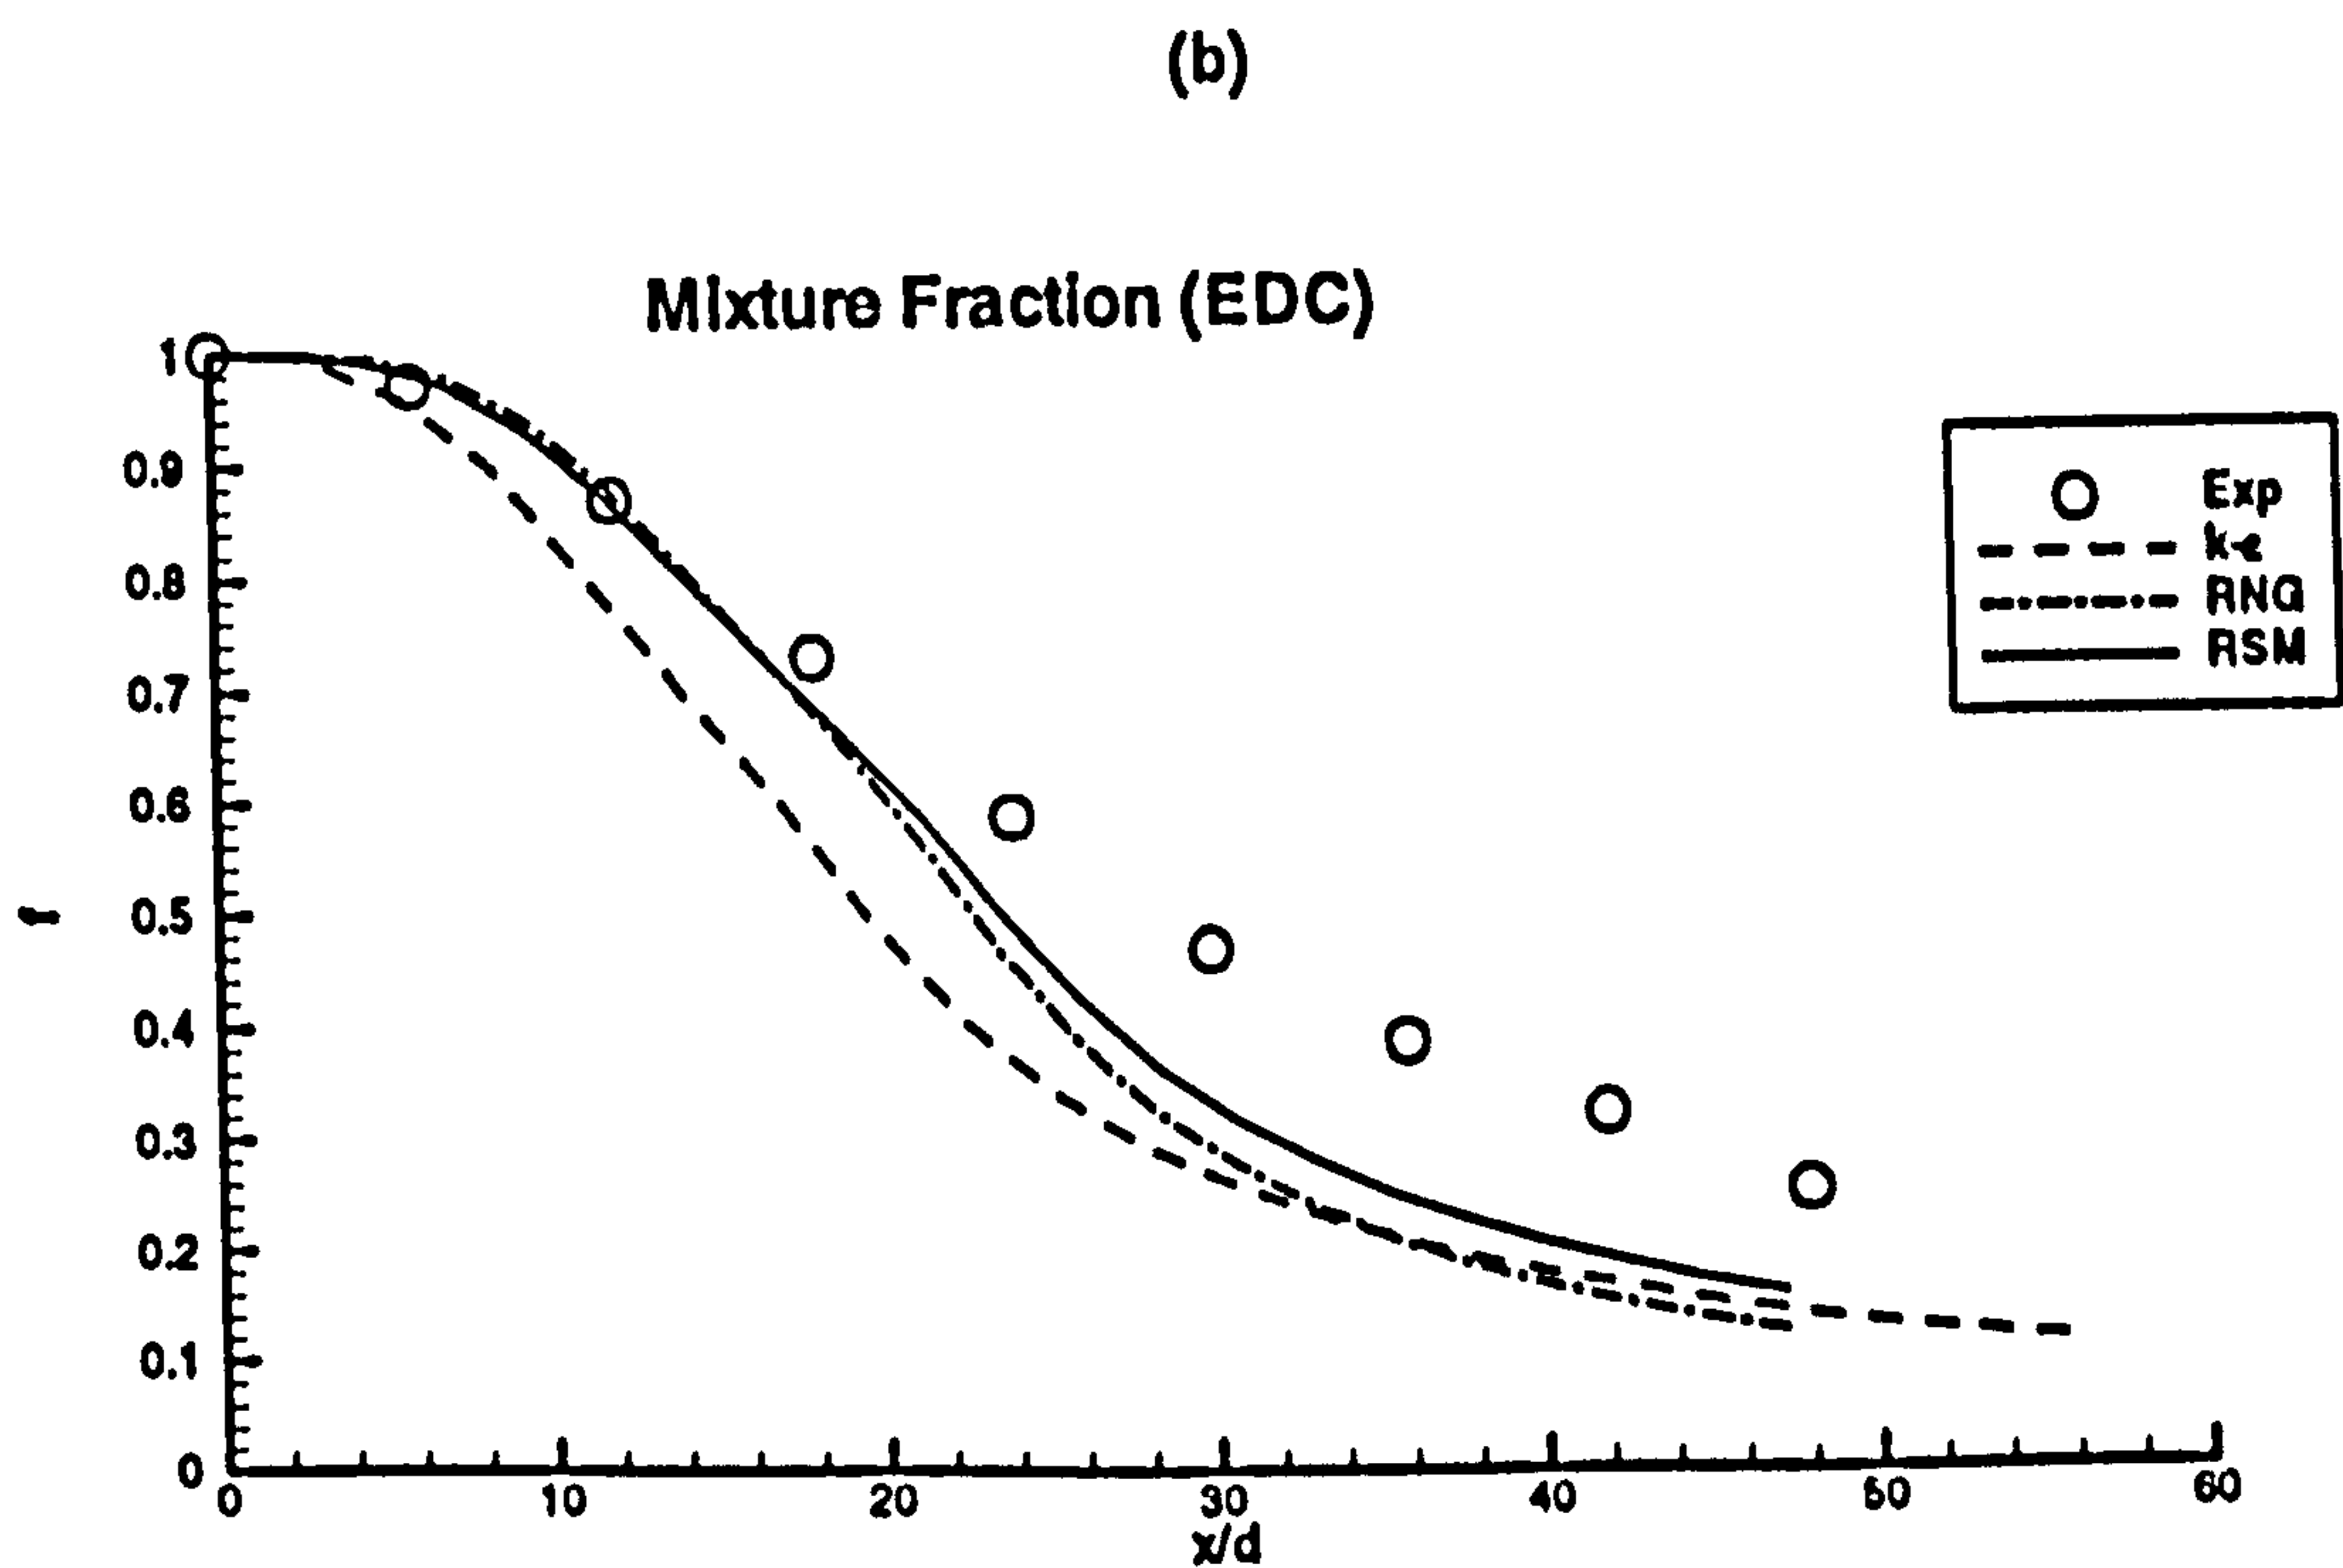 (b)
Mixture Fraction (EDC)
1
0.9
0.8
0.7
0.6
0.5
0.4
0.3
0.2
0.1
0
f
0 10 20 30 40 50 60
x/d
Exp
k-ε
RNG
RSM